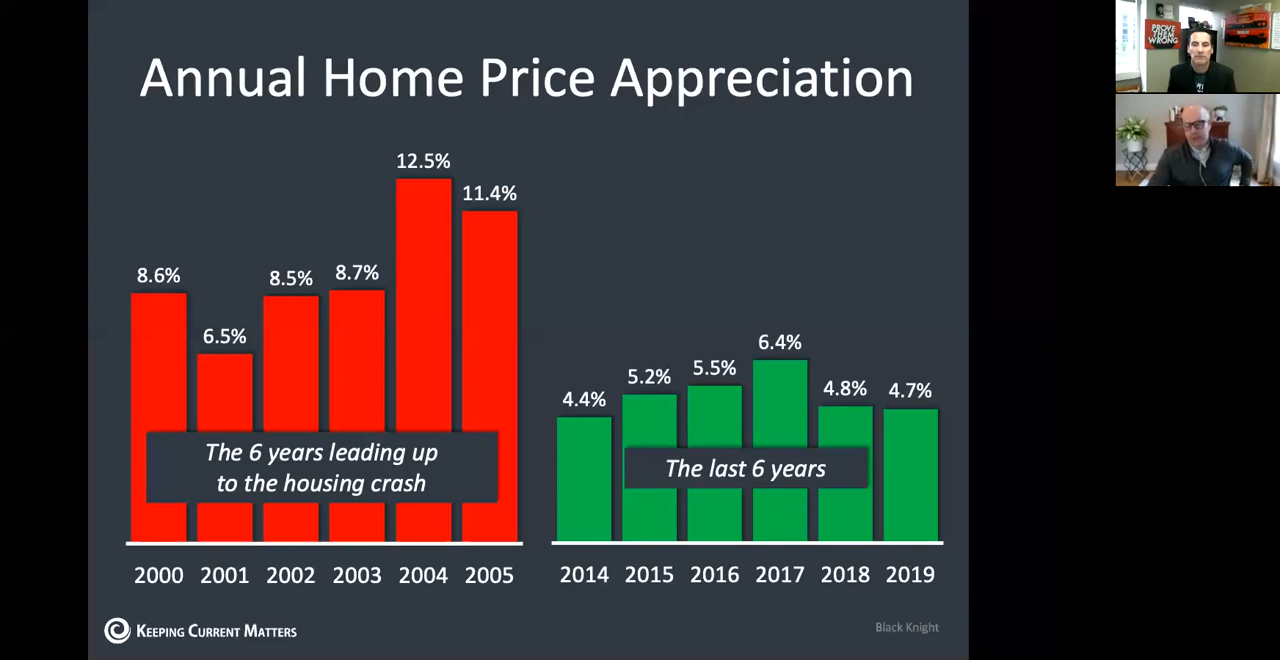 Annual Home Price Appreciation
8.6%
6.5%
8.5%
8.7%
12.5%
11.4%
The 6 years leading up
to the housing crash
2000 2001 2002 2003 2004 2005
4.4%
5.2%
5.5%
6.4%
4.8%
4.7%
The last 6 years
2014 2015 2016 2017 2018 2019
KEEPING CURRENT MATTERS
Black Knight
PROVE
THEM
WRONG